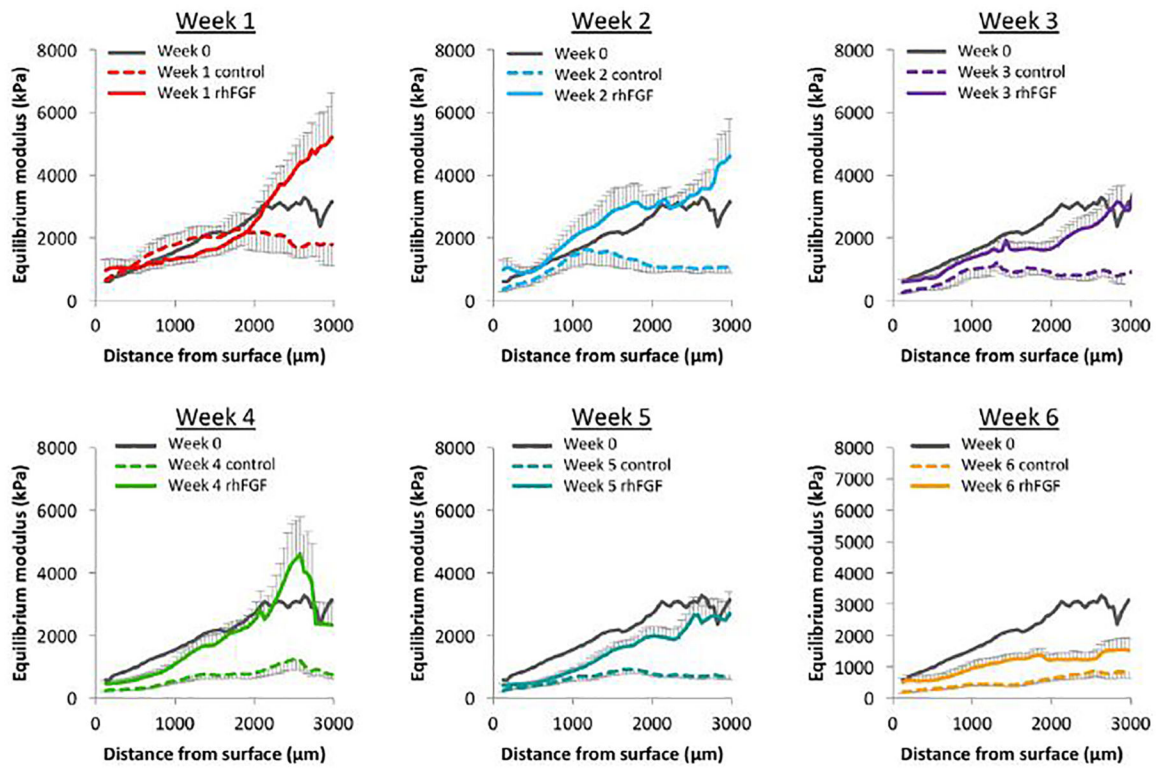 Week 1
Week 0
Week 1 control
Week 1 rhFGF
Equilibrium modulus (kPa)
8000
6000
4000
2000
0
0 1000 2000 3000
Distance from surface (μm)
Week 2
Week 0
Week 2 control
Week 2 rhFGF
Equilibrium modulus (kPa)
8000
6000
4000
2000
0
0 1000 2000 3000
Distance from surface (μm)
Week 3
Week 0
Week 3 control
Week 3 rhFGF
Equilibrium modulus (kPa)
8000
6000
4000
2000
0
0 1000 2000 3000
Distance from surface (μm)
Week 4
Week 0
Week 4 control
Week 4 rhFGF
Equilibrium modulus (kPa)
8000
6000
4000
2000
0
0 1000 2000 3000
Distance from surface (μm)
Week 5
Week 0
Week 5 control
Week 5 rhFGF
Equilibrium modulus (kPa)
8000
6000
4000
2000
0
0 1000 2000 3000
Distance from surface (μm)
Week 6
Week 0
Week 6 control
Week 6 rhFGF
Equilibrium modulus (kPa)
8000
7000
6000
5000
4000
3000
2000
1000
0
0 1000 2000 3000
Distance from surface (μm)